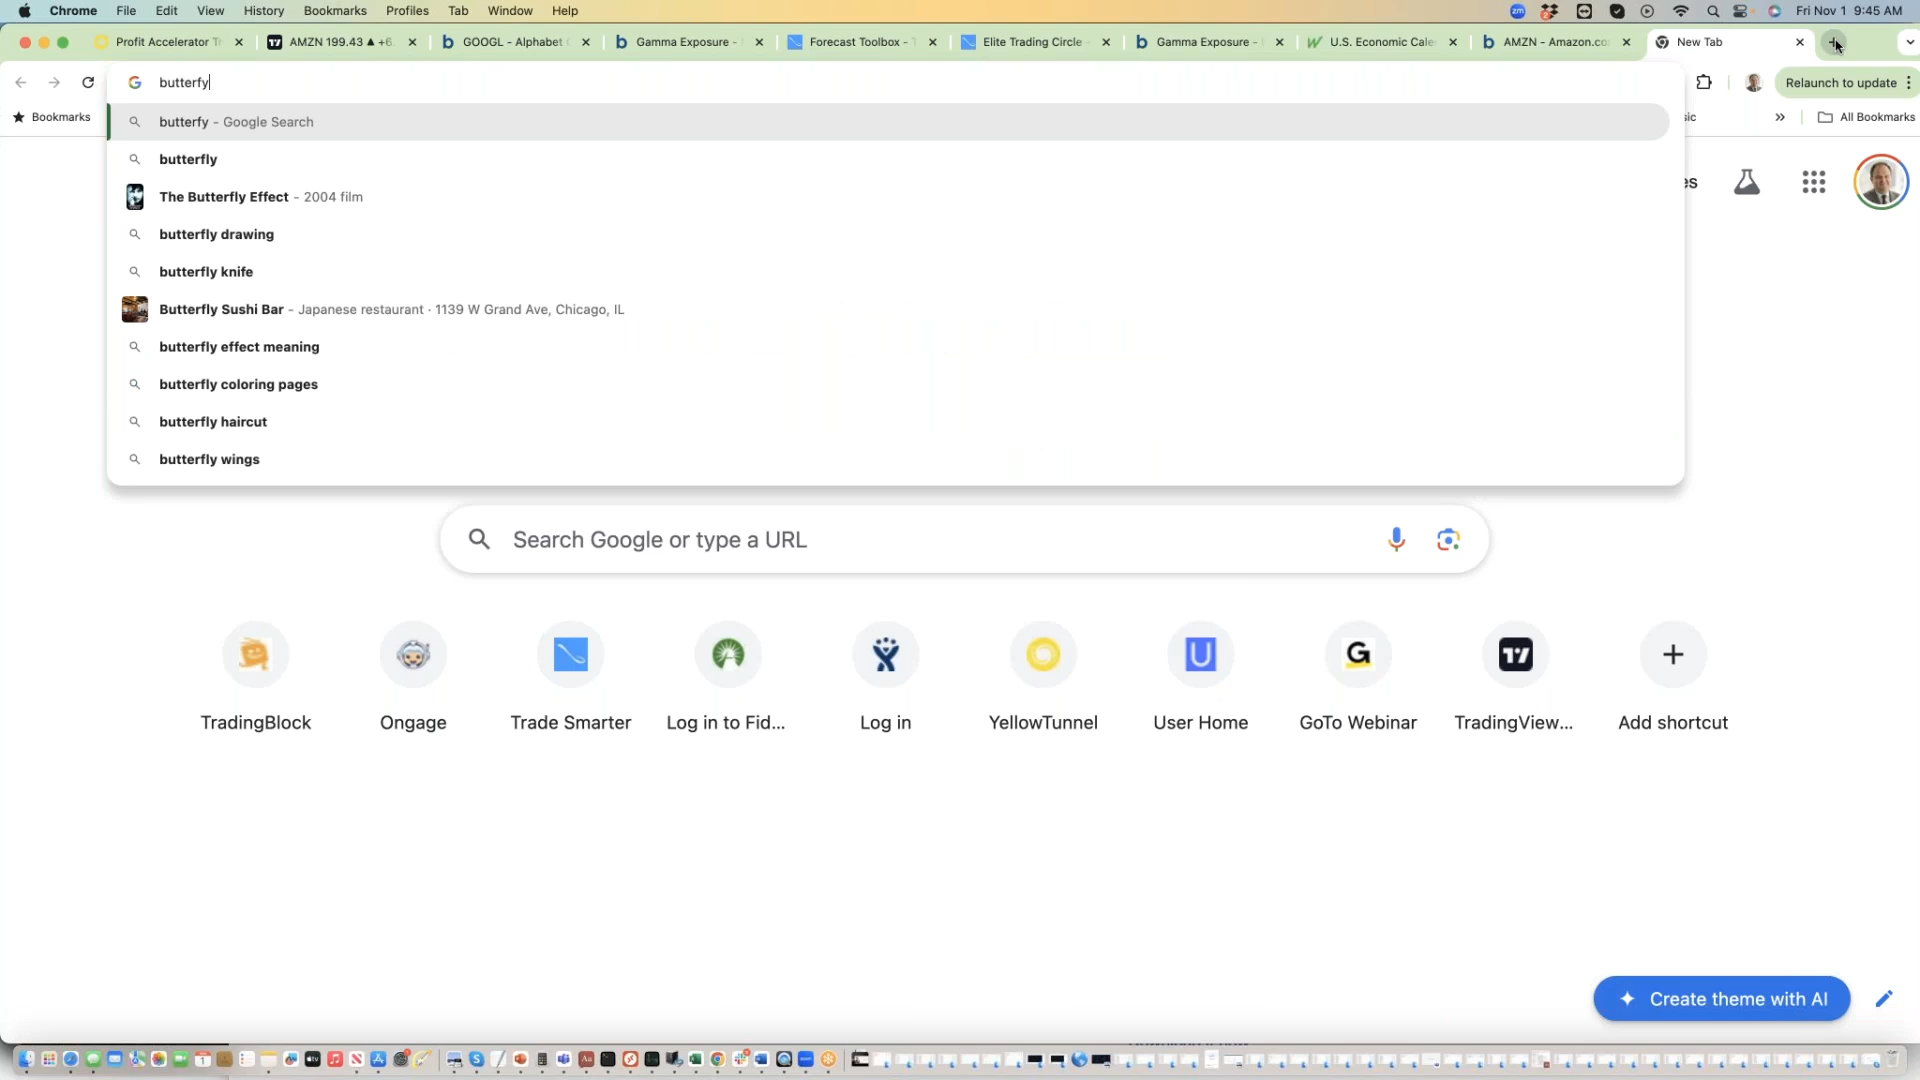 Chrome File Edit View History Bookmarks Profiles Tab Window Help zm Fri Nov 1 9:45 AM
Profit Accelerator Tr AMZN 199.43 ▲ +6. GOOGL - Alphabet Gamma Exposure - Forecast Toolbox - Elite Trading Circle - Gamma Exposure - U.S. Economic Cale AMZN - Amazon.co New Tab
butterfy Relaunch to update
Bookmarks sic » All Bookmarks
butterfy - Google Search
butterfly
The Butterfly Effect - 2004 film
es
butterfly drawing
butterfly knife
Butterfly Sushi Bar - Japanese restaurant · 1139 W Grand Ave, Chicago, IL
butterfly effect meaning
butterfly coloring pages
butterfly haircut
butterfly wings
Search Google or type a URL
TradingBlock Ongage Trade Smarter Log in to Fid... Log in YellowTunnel User Home GoTo Webinar TradingView... Add shortcut
Create theme with AI